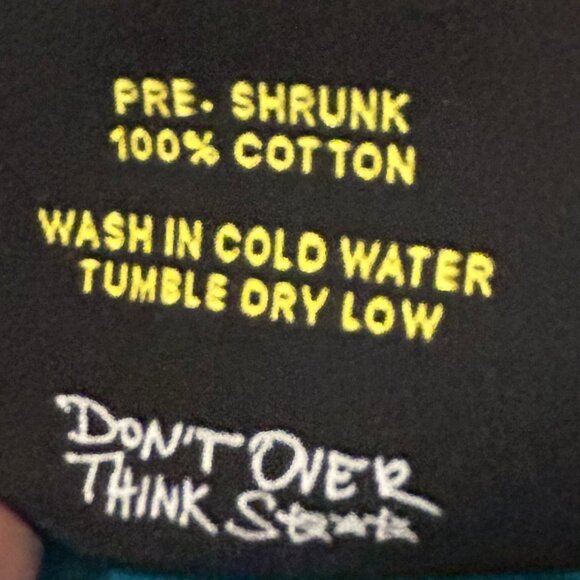 PRE- SHRUNK
100% COTTON
WASH IN COLD WATER
TUMBLE DRY LOW
DON'T OVER
THINK S***